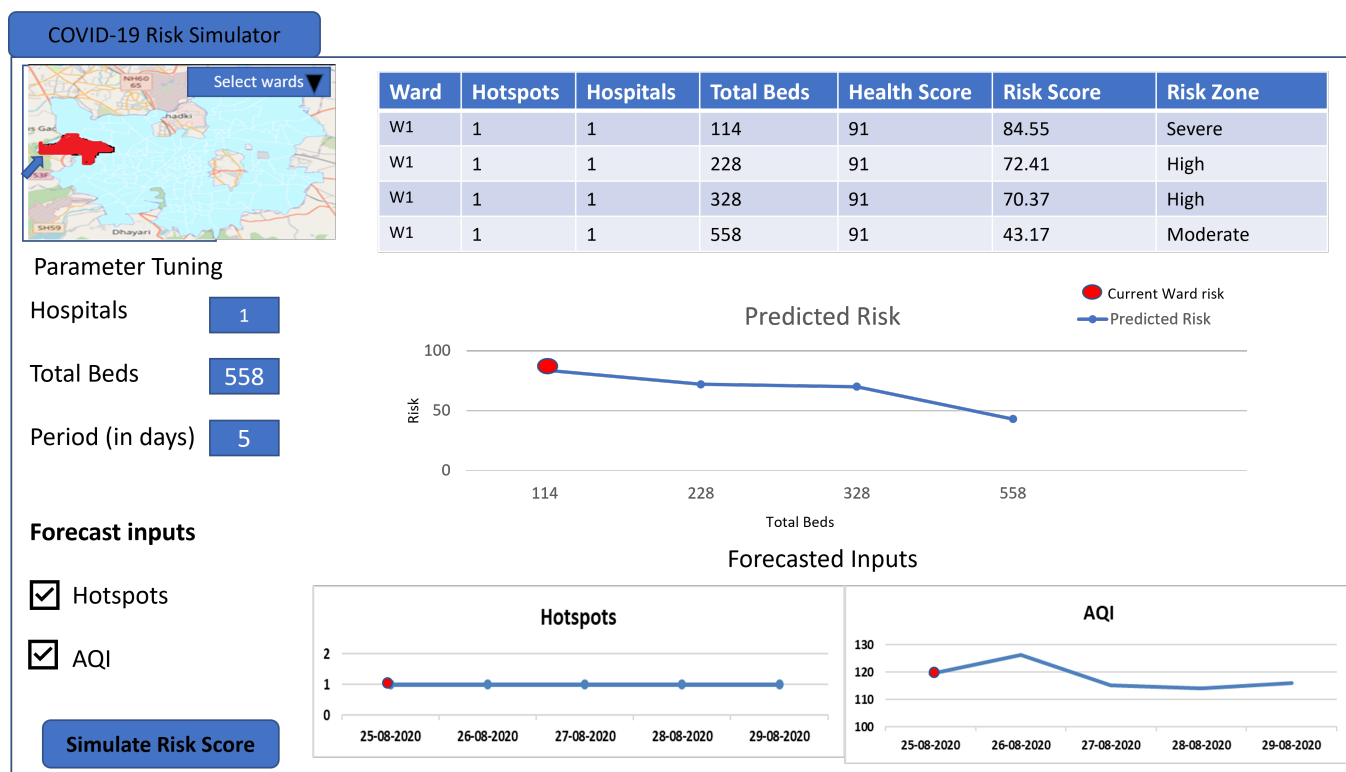 COVID-19 Risk Simulator
Select wards
NH60
65
hadki
s Gac
53F
SH59
Dhayari
Ward Hotspots Hospitals Total Beds Health Score Risk Score Risk Zone
W1 1 1 114 91 84.55 Severe
W1 1 1 228 91 72.41 High
W1 1 1 328 91 70.37 High
W1 1 1 558 91 43.17 Moderate
Parameter Tuning
Hospitals 1
Total Beds 558
Period (in days) 5
Forecast inputs
Hotspots
AQI
Simulate Risk Score
Current Ward risk
Predicted Risk
Predicted Risk
100
50
0
Risk
114 228 328 558
Total Beds
Forecasted Inputs
Hotspots
2
1
0
25-08-2020 26-08-2020 27-08-2020 28-08-2020 29-08-2020
AQI
130
120
110
100
25-08-2020 26-08-2020 27-08-2020 28-08-2020 29-08-2020